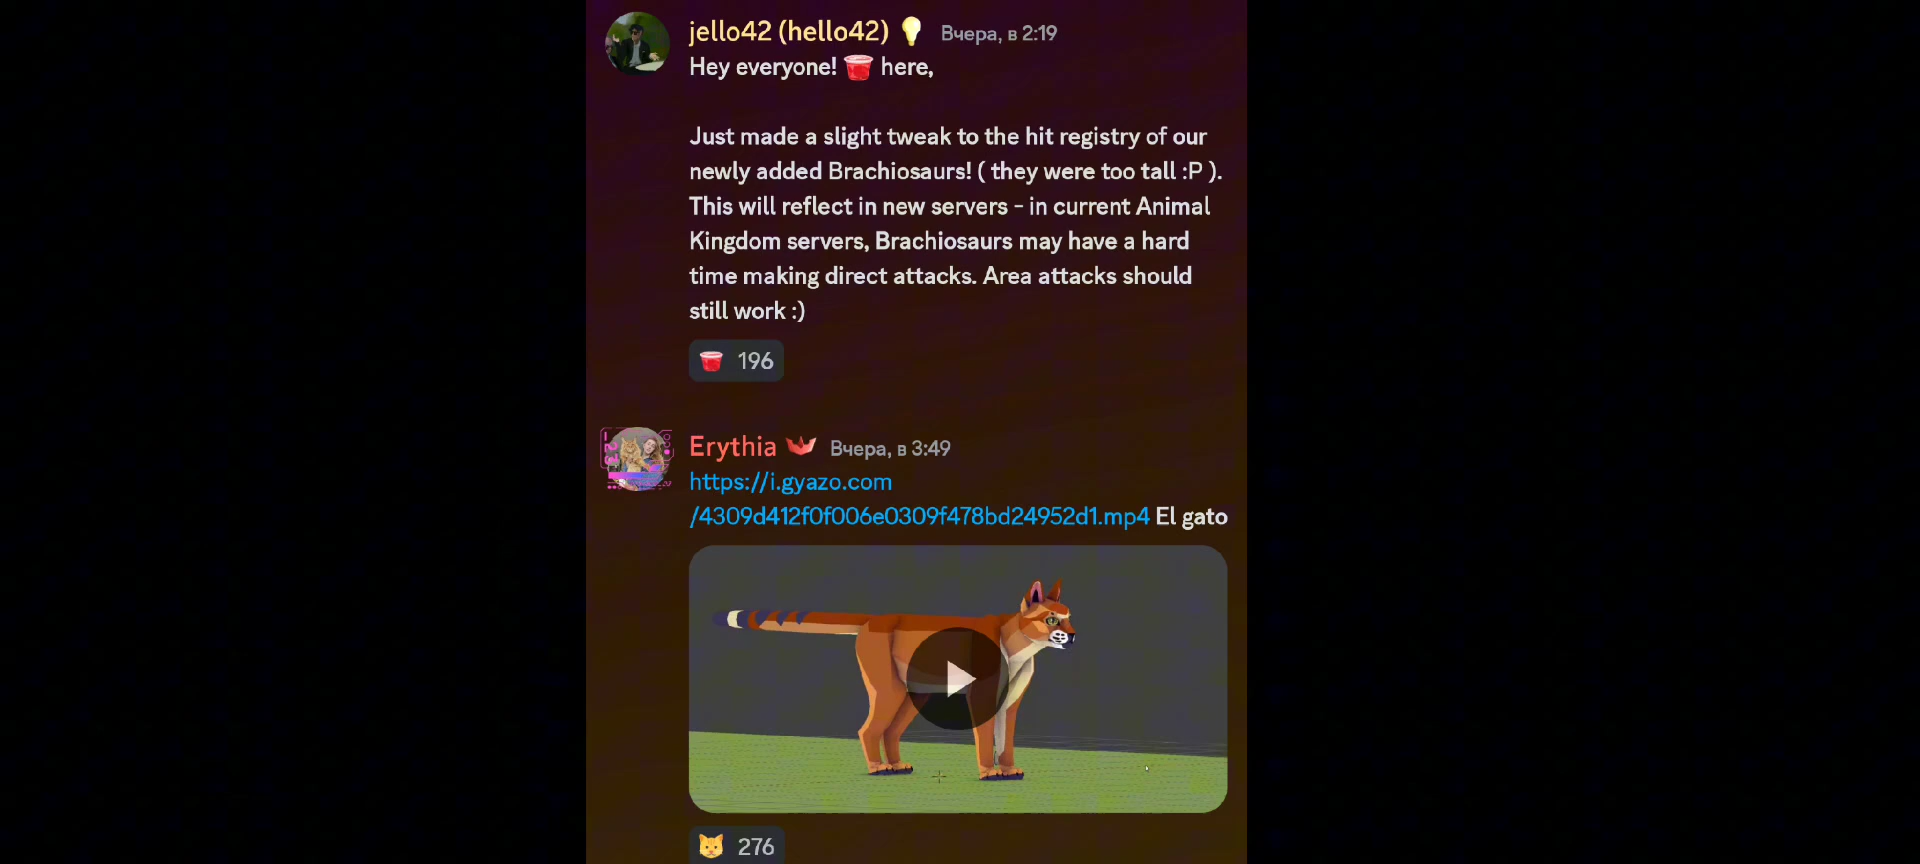 jello42 (hello42) Вчера, в 2:19
Hey everyone! here,
Just made a slight tweak to the hit registry of our
newly added Brachiosaurs! ( they were too tall :P ).
This will reflect in new servers - in current Animal
Kingdom servers, Brachiosaurs may have a hard
time making direct attacks. Area attacks should
still work :)
196
Erythia Вчера, в 3:49
https://i.gyazo.com
/4309d412f0f006e0309f478bd24952d1.mp4 El gato
276